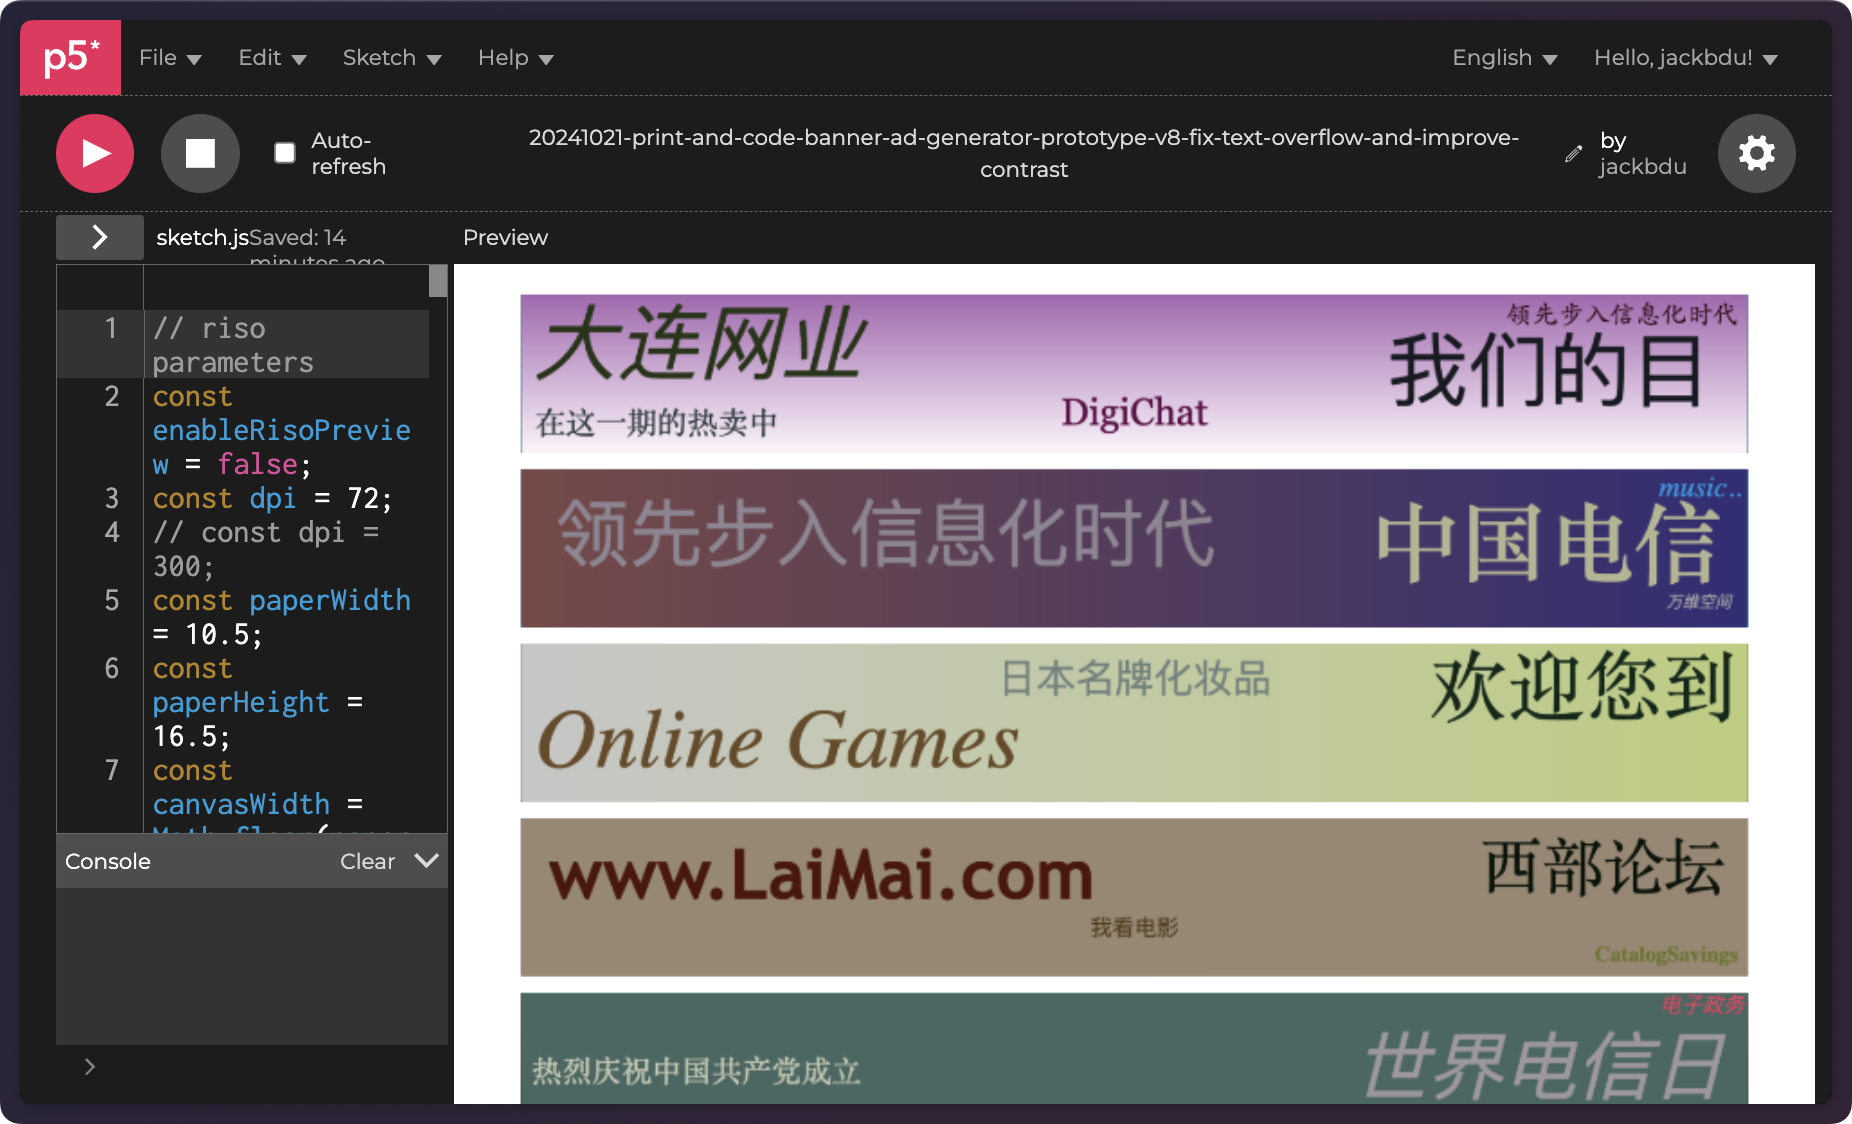 p5*
File
Edit
Sketch
Help
English
Hello, jackbdu!
Auto-
refresh
20241021-print-and-code-banner-ad-generator-prototype-v8-fix-text-overflow-and-improve-
contrast
by
jackbdu
sketch.js
Saved: 14
minutes ago
Preview
1 // riso
parameters
2 const
enableRisoPrevie
w = false;
3 const dpi = 72;
4 // const dpi =
300;
5 const paperWidth
= 10.5;
6 const
paperHeight =
16.5;
7 const
canvasWidth =
Console
Clear
大连网业
领先步入信息化时代
我们的目
DigiChat
在这一期的热卖中
领先步入信息化时代
music..
中国电信
万维空间
日本名牌化妆品
欢迎您到
Online Games
www.LaiMai.com
西部论坛
我看电影
CatalogSavings
电子政务
世界电信日
热烈庆祝中国共产党成立